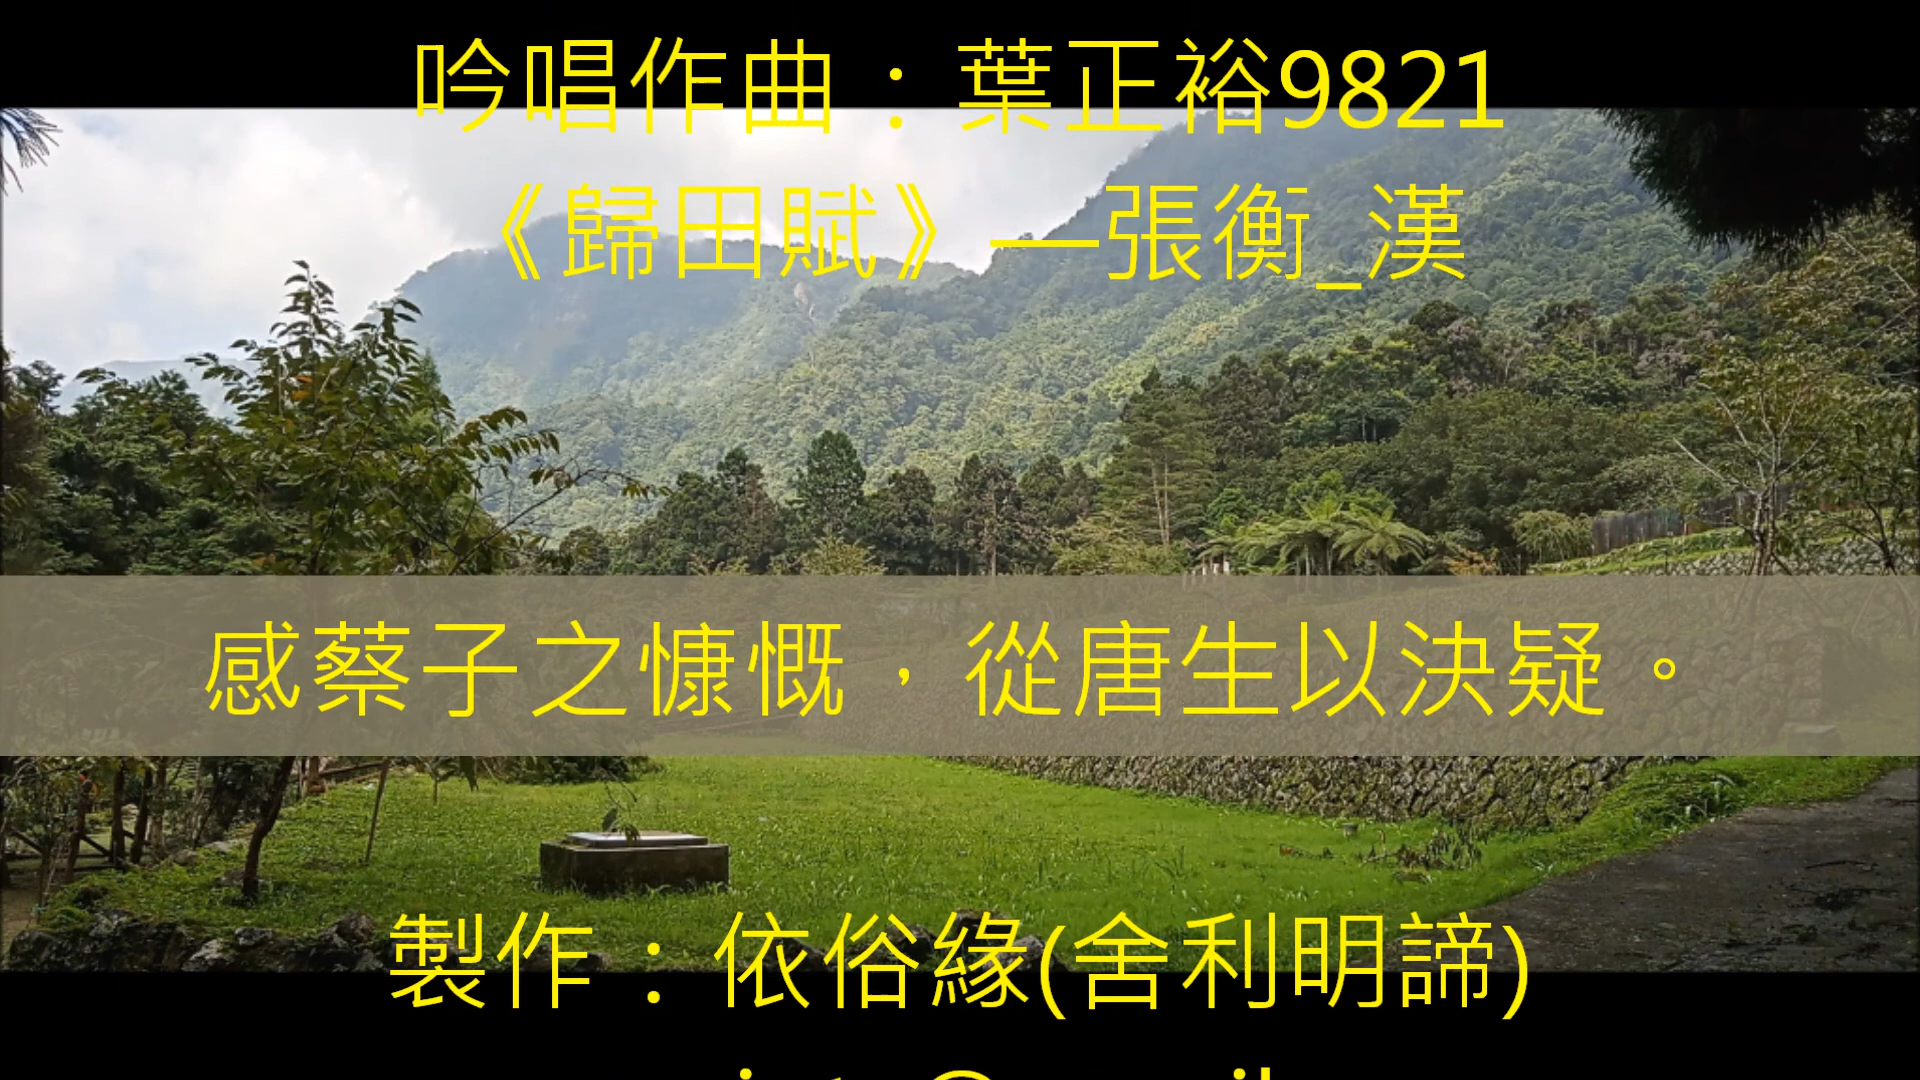 吟唱作曲：葉正裕9821
《歸田賦》—張衡_漢
感蔡子之慷慨，從唐生以決疑。
製作：依俗緣(舍利明諦)